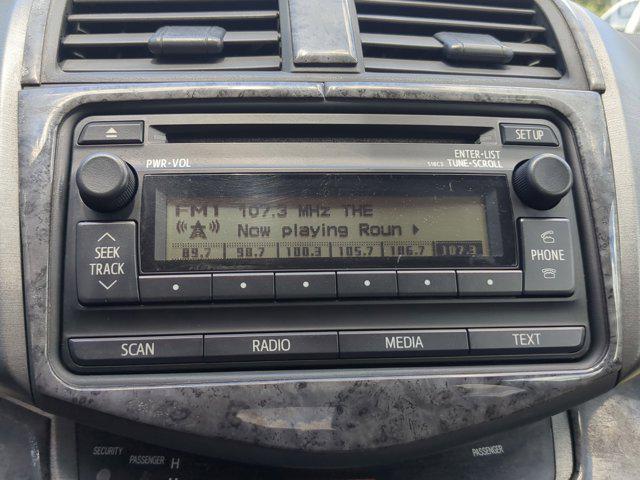 SET UP
PWR·VOL
ENTER·LIST
518C3 TUNE·SCROLL
FM1 107.3 MHz THE
Now playing Roun
89.7 98.7 100.3 105.7 106.7 107.3
SEEK
TRACK
PHONE
SCAN RADIO MEDIA TEXT
SECURITY PASSENGER H PASSENGER